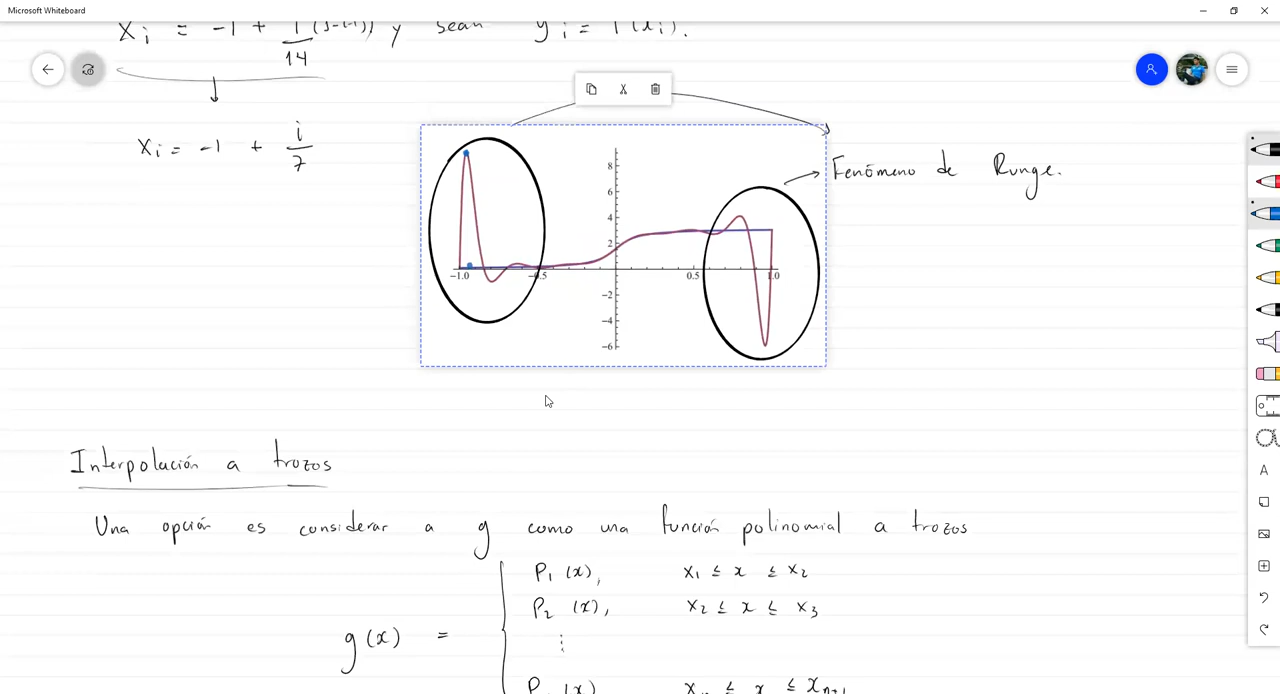 Microsoft Whiteboard
y sean
14
xᵢ = -1 + i/7
Fenómeno de Runge.
8
6
4
2
-1.0 -0.5 0.5 1.0
-2
-4
-6
Interpolación a trozos
Una opción es considerar a g como una función polinomial a trozos
P₁(x), x₁ ≤ x ≤ x₂
P₂(x), x₂ ≤ x ≤ x₃
g(x) =
⋮
A